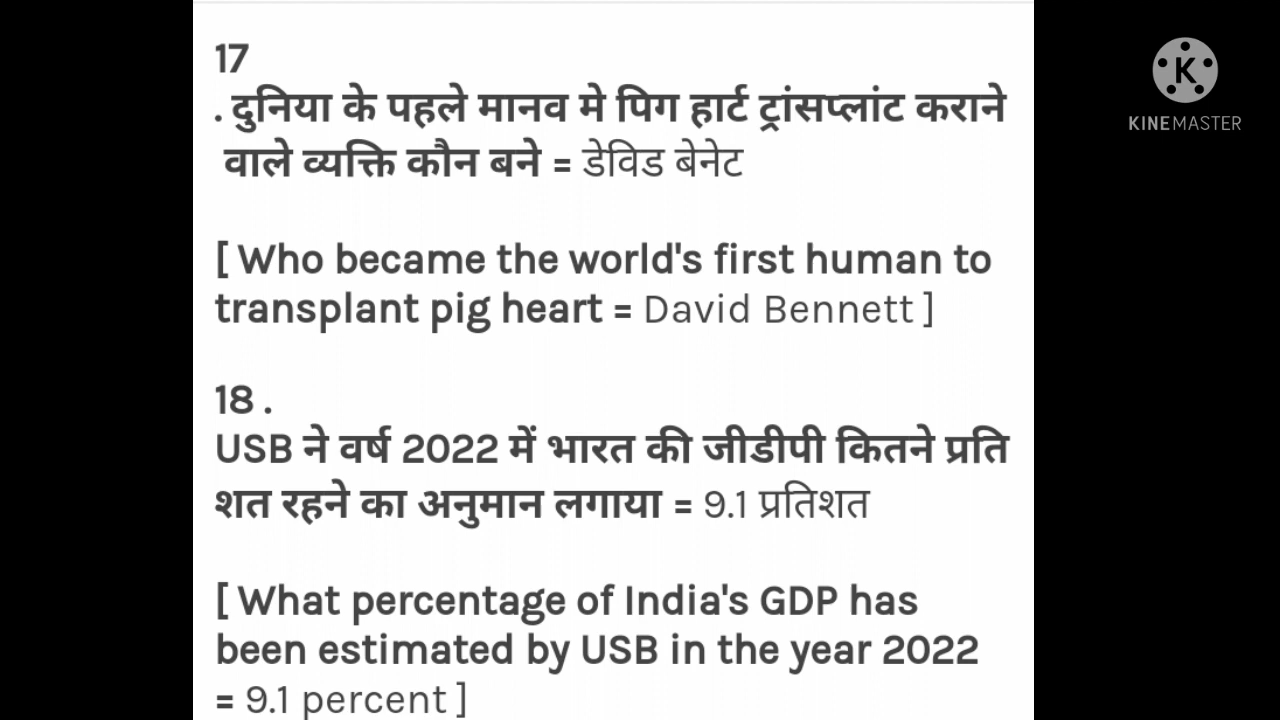 17
. दुनिया के पहले मानव मे पिग हार्ट ट्रांसप्लांट कराने
वाले व्यक्ति कौन बने = डेविड बेनेट
[ Who became the world's first human to
transplant pig heart = David Bennett ]
18 .
USB ने वर्ष 2022 में भारत की जीडीपी कितने प्रति
शत रहने का अनुमान लगाया = 9.1 प्रतिशत
[ What percentage of India's GDP has
been estimated by USB in the year 2022
= 9.1 percent ]
K
KINEMASTER